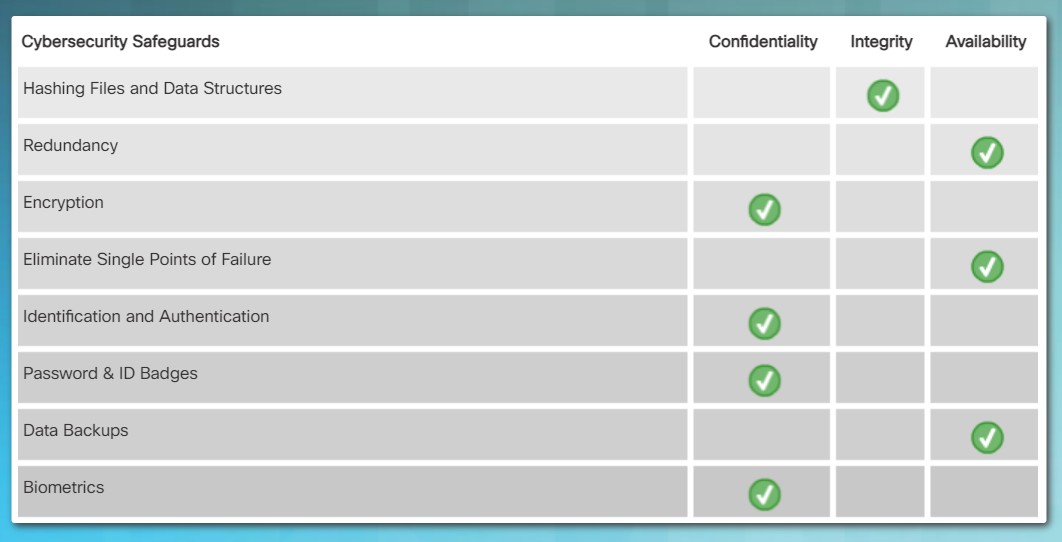 Cybersecurity Safeguards Confidentiality Integrity Availability
Hashing Files and Data Structures
Redundancy
Encryption
Eliminate Single Points of Failure
Identification and Authentication
Password & ID Badges
Data Backups
Biometrics